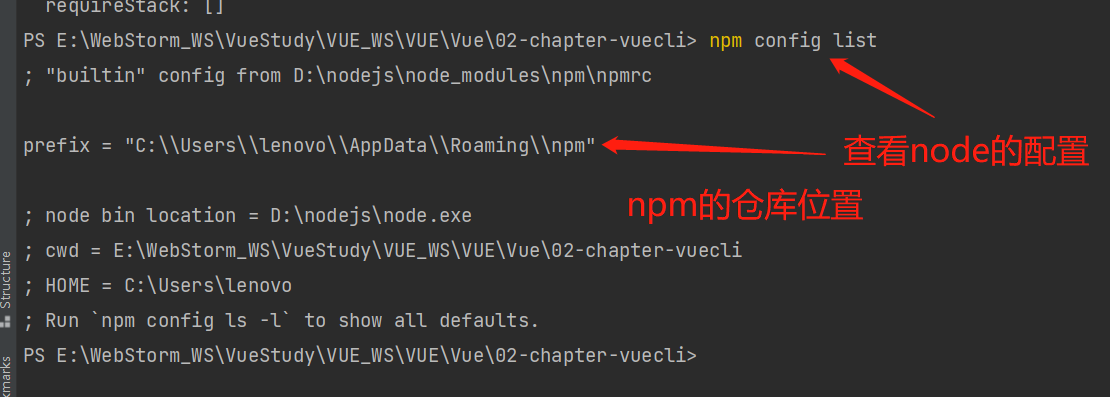 requireStack: []
PS E:\WebStorm_WS\VueStudy\VUE_WS\VUE\Vue\02-chapter-vuecli> npm config list
; "builtin" config from D:\nodejs\node_modules\npm\npmrc
prefix = "C:\\Users\\lenovo\\AppData\\Roaming\\npm"
查看node的配置
npm的仓库位置
; node bin location = D:\nodejs\node.exe
; cwd = E:\WebStorm_WS\VueStudy\VUE_WS\VUE\Vue\02-chapter-vuecli
; HOME = C:\Users\lenovo
; Run `npm config ls -l` to show all defaults.
PS E:\WebStorm_WS\VueStudy\VUE_WS\VUE\Vue\02-chapter-vuecli>
Structure
kmarks